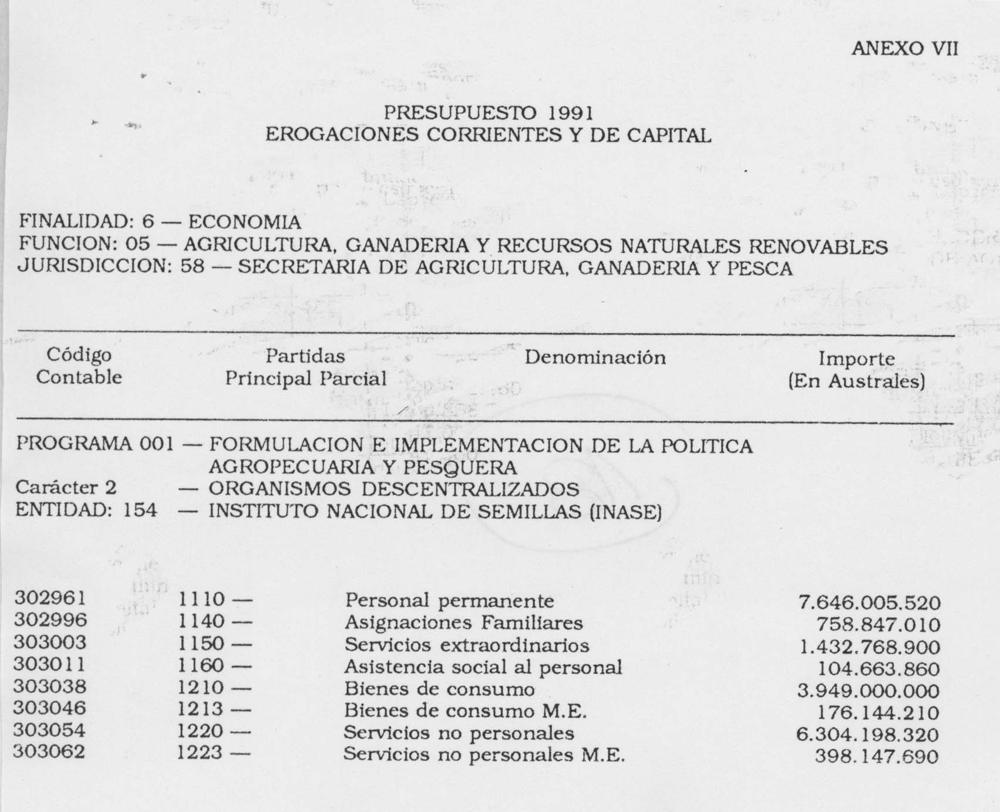 ANEXO VII
PRESUPUESTO 1991
EROGACIONES CORRIENTES Y DE CAPITAL
FINALIDAD: 6 — ECONOMIA
FUNCION: 05 — AGRICULTURA, GANADERIA Y RECURSOS NATURALES RENOVABLES
JURISDICCION: 58 — SECRETARIA DE AGRICULTURA, GANADERIA Y PESCA
Código Partidas Denominación Importe
Contable Principal Parcial (En Australes)
PROGRAMA 001 — FORMULACION E IMPLEMENTACION DE LA POLITICA
AGROPECUARIA Y PESQUERA
Carácter 2 — ORGANISMOS DESCENTRALIZADOS
ENTIDAD: 154 — INSTITUTO NACIONAL DE SEMILLAS (INASE)
302961 1110 — Personal permanente 7.646.005.520
302996 1140 — Asignaciones Familiares 758.847.010
303003 1150 — Servicios extraordinarios 1.432.768.900
303011 1160 — Asistencia social al personal 104.663.860
303038 1210 — Bienes de consumo 3.949.000.000
303046 1213 — Bienes de consumo M.E. 176.144.210
303054 1220 — Servicios no personales 6.304.198.320
303062 1223 — Servicios no personales M.E. 398.147.690